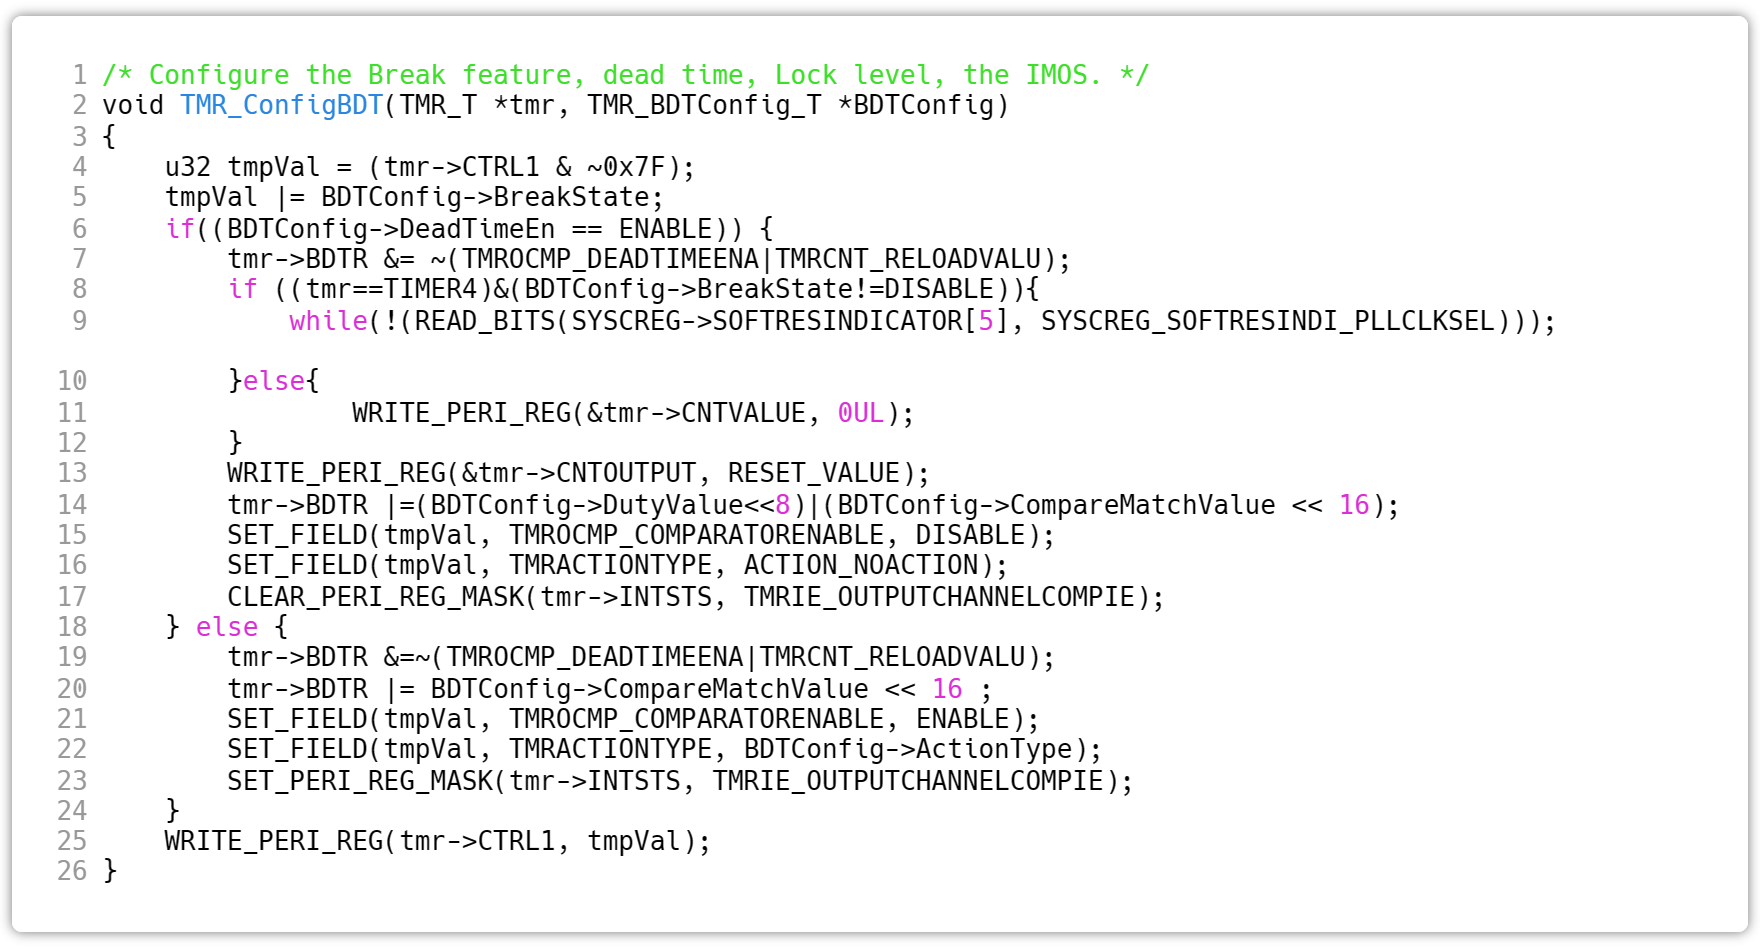 1 /* Configure the Break feature, dead time, Lock level, the IMOS. */
2 void TMR_ConfigBDT(TMR_T *tmr, TMR_BDTConfig_T *BDTConfig)
3 {
4     u32 tmpVal = (tmr->CTRL1 & ~0x7F);
5     tmpVal |= BDTConfig->BreakState;
6     if((BDTConfig->DeadTimeEn == ENABLE)) {
7         tmr->BDTR &= ~(TMROCMP_DEADTIMEENA|TMRCNT_RELOADVALU);
8         if ((tmr==TIMER4)&(BDTConfig->BreakState!=DISABLE)){
9             while(!(READ_BITS(SYSCREG->SOFTRESINDICATOR[5], SYSCREG_SOFTRESINDI_PLLCLKSEL)));
10         }else{
11                 WRITE_PERI_REG(&tmr->CNTVALUE, 0UL);
12         }
13         WRITE_PERI_REG(&tmr->CNTOUTPUT, RESET_VALUE);
14         tmr->BDTR |=(BDTConfig->DutyValue<<8)|(BDTConfig->CompareMatchValue << 16);
15         SET_FIELD(tmpVal, TMROCMP_COMPARATORENABLE, DISABLE);
16         SET_FIELD(tmpVal, TMRACTIONTYPE, ACTION_NOACTION);
17         CLEAR_PERI_REG_MASK(tmr->INTSTS, TMRIE_OUTPUTCHANNELCOMPIE);
18     } else {
19         tmr->BDTR &=~(TMROCMP_DEADTIMEENA|TMRCNT_RELOADVALU);
20         tmr->BDTR |= BDTConfig->CompareMatchValue << 16 ;
21         SET_FIELD(tmpVal, TMROCMP_COMPARATORENABLE, ENABLE);
22         SET_FIELD(tmpVal, TMRACTIONTYPE, BDTConfig->ActionType);
23         SET_PERI_REG_MASK(tmr->INTSTS, TMRIE_OUTPUTCHANNELCOMPIE);
24     }
25     WRITE_PERI_REG(tmr->CTRL1, tmpVal);
26 }